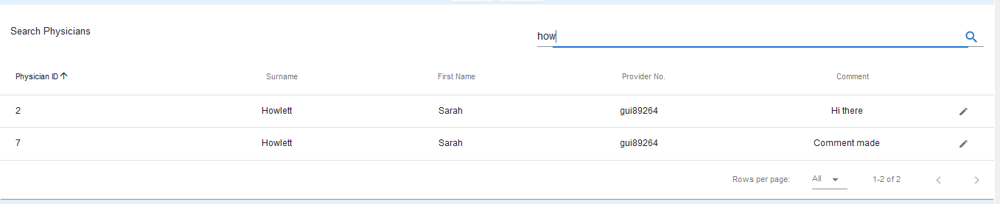 Search Physicians
how
Physician ID Surname First Name Provider No. Comment
2 Howlett Sarah gui89264 Hi there
7 Howlett Sarah gui89264 Comment made
Rows per page: All 1-2 of 2